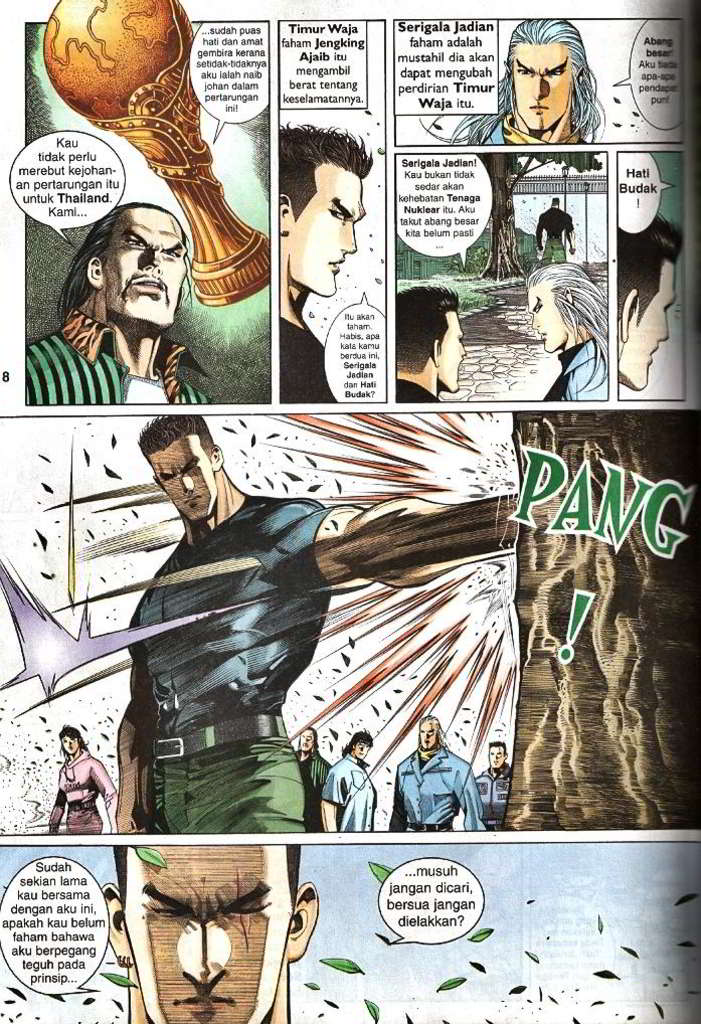 ...sudah puas
hati dan amat
gembira kerana
setidak-tidaknya
aku ialah naib
johan dalam
pertarungan
ini!
Kau
tidak perlu
merebut kejohan-
an pertarungan itu
untuk Thailand.
Kami...
Timur Waja
faham Jengking
Ajaib itu
mengambil
berat tentang
keselamatannya.
Itu akan
faham.
Habis, apa
kata kamu
berdua ini,
Serigala
Jadian
dan Hati
Budak?
Serigala Jadian
faham adalah
mustahil dia akan
dapat mengubah
perdirian Timur
Waja itu.
Abang
besar!
Aku tiada
apa-apa
pendapat
pun!
Serigala Jadian!
Kau bukan tidak
sedar akan
kehebatan Tenaga
Nuklear itu. Aku
takut abang besar
kita belum pasti
...
Hati
Budak
!
8
PANG
!
Sudah
sekian lama
kau bersama
dengan aku ini,
apakah kau belum
faham bahawa
aku berpegang
teguh pada
prinsip...
...musuh
jangan dicari,
bersua jangan
dielakkan?